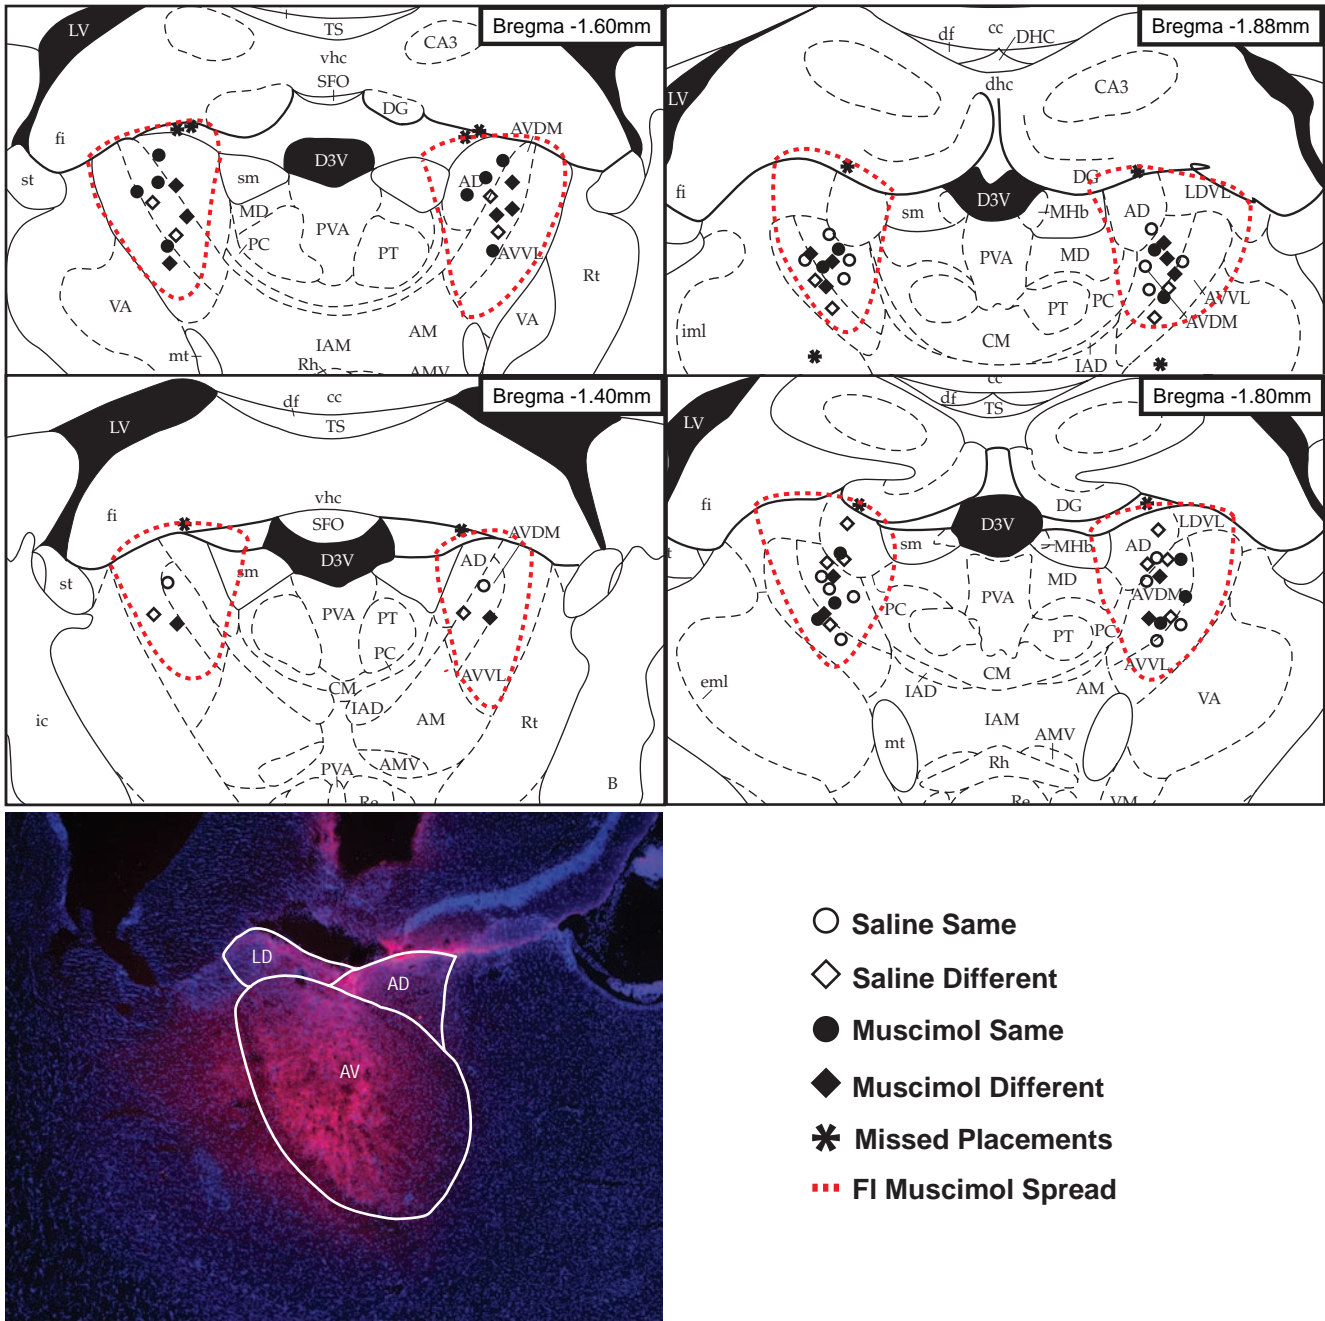 Bregma -1.60mm
LV
TS
CA3
vhc
SFO
DG
fi
AVDM
D3V
st
sm
AD
MD
PVA
PC
PT
AVVL
Rt
VA
VA
AM
IAM
mt
Rh
AMV
Bregma -1.88mm
cc
df
DHC
LV
dhc
CA3
DG
fi
D3V
LDVL
sm
MHb
AD
PVA
MD
PT
PC
AVVL
AVDM
iml
CM
IAD
Bregma -1.40mm
cc
df
LV
TS
vhc
fi
SFO
AVDM
D3V
AD
st
sm
PVA
PT
PC
AVVL
CM
IAD
ic
AM
Rt
PVA
AMV
B
Re
Bregma -1.80mm
cc
df
TS
LV
fi
DG
D3V
LDVL
sm
MHb
AD
t
MD
PVA
AVDM
PC
PT
PC
AVVL
CM
eml
IAD
AM
VA
IAM
mt
AMV
Rh
Re
VM
LD
AD
AV
Saline Same
Saline Different
Muscimol Same
Muscimol Different
Missed Placements
Fl Muscimol Spread